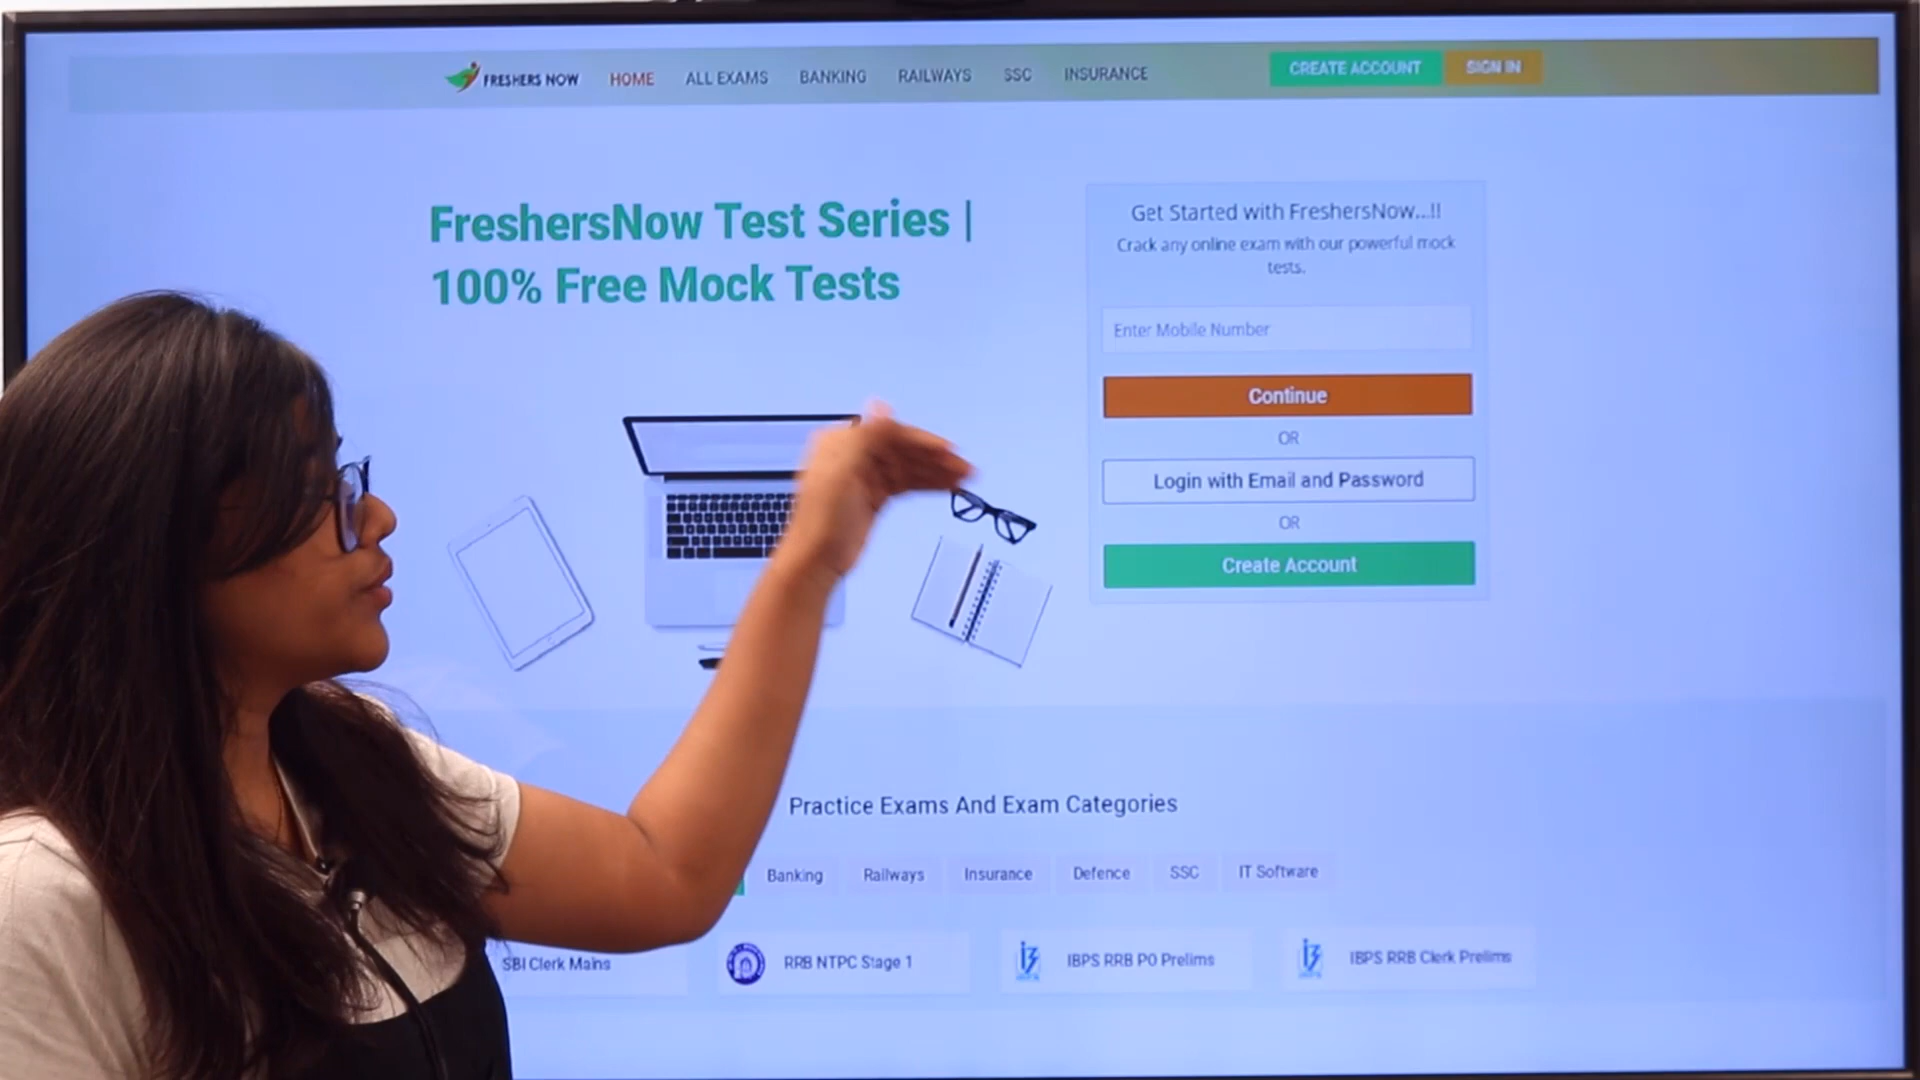 FRESHERS NOW
HOME
ALL EXAMS
BANKING
RAILWAYS
SSC
INSURANCE
CREATE ACCOUNT
SIGN IN
FreshersNow Test Series |
100% Free Mock Tests
Get Started with FreshersNow...!!
Crack any online exam with our powerful mock
tests.
Enter Mobile Number
Continue
OR
Login with Email and Password
OR
Create Account
Practice Exams And Exam Categories
Banking
Railways
Insurance
Defence
SSC
IT Software
SBI Clerk Mains
RRB NTPC Stage 1
IBPS RRB PO Prelims
IBPS RRB Clerk Prelims